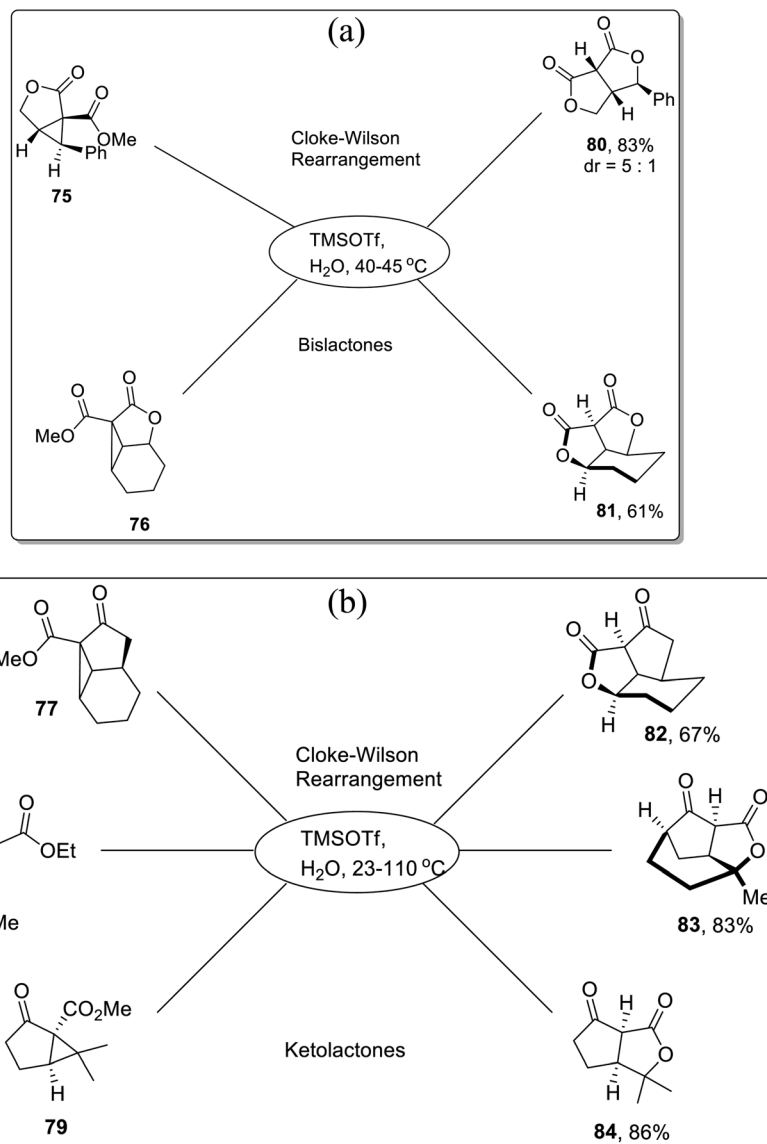 (a)
O
O
O
O
OMe
H
Ph
H
75
Cloke-Wilson
Rearrangement
O
H
O
O
O
H
Ph
80, 83%
dr = 5 : 1
TMSOTf,
H₂O, 40-45 °C
Bislactones
O
O
MeO
O
76
O
H
O
O
O
H
81, 61%
(b)
O
O
MeO
77
O
H
O
O
H
82, 67%
Cloke-Wilson
Rearrangement
TMSOTf,
H₂O, 23-110 °C
O
OEt
Me
O
H
H
O
O
Me
83, 83%
O
CO₂Me
H
79
Ketolactones
O
H
O
O
H
84, 86%